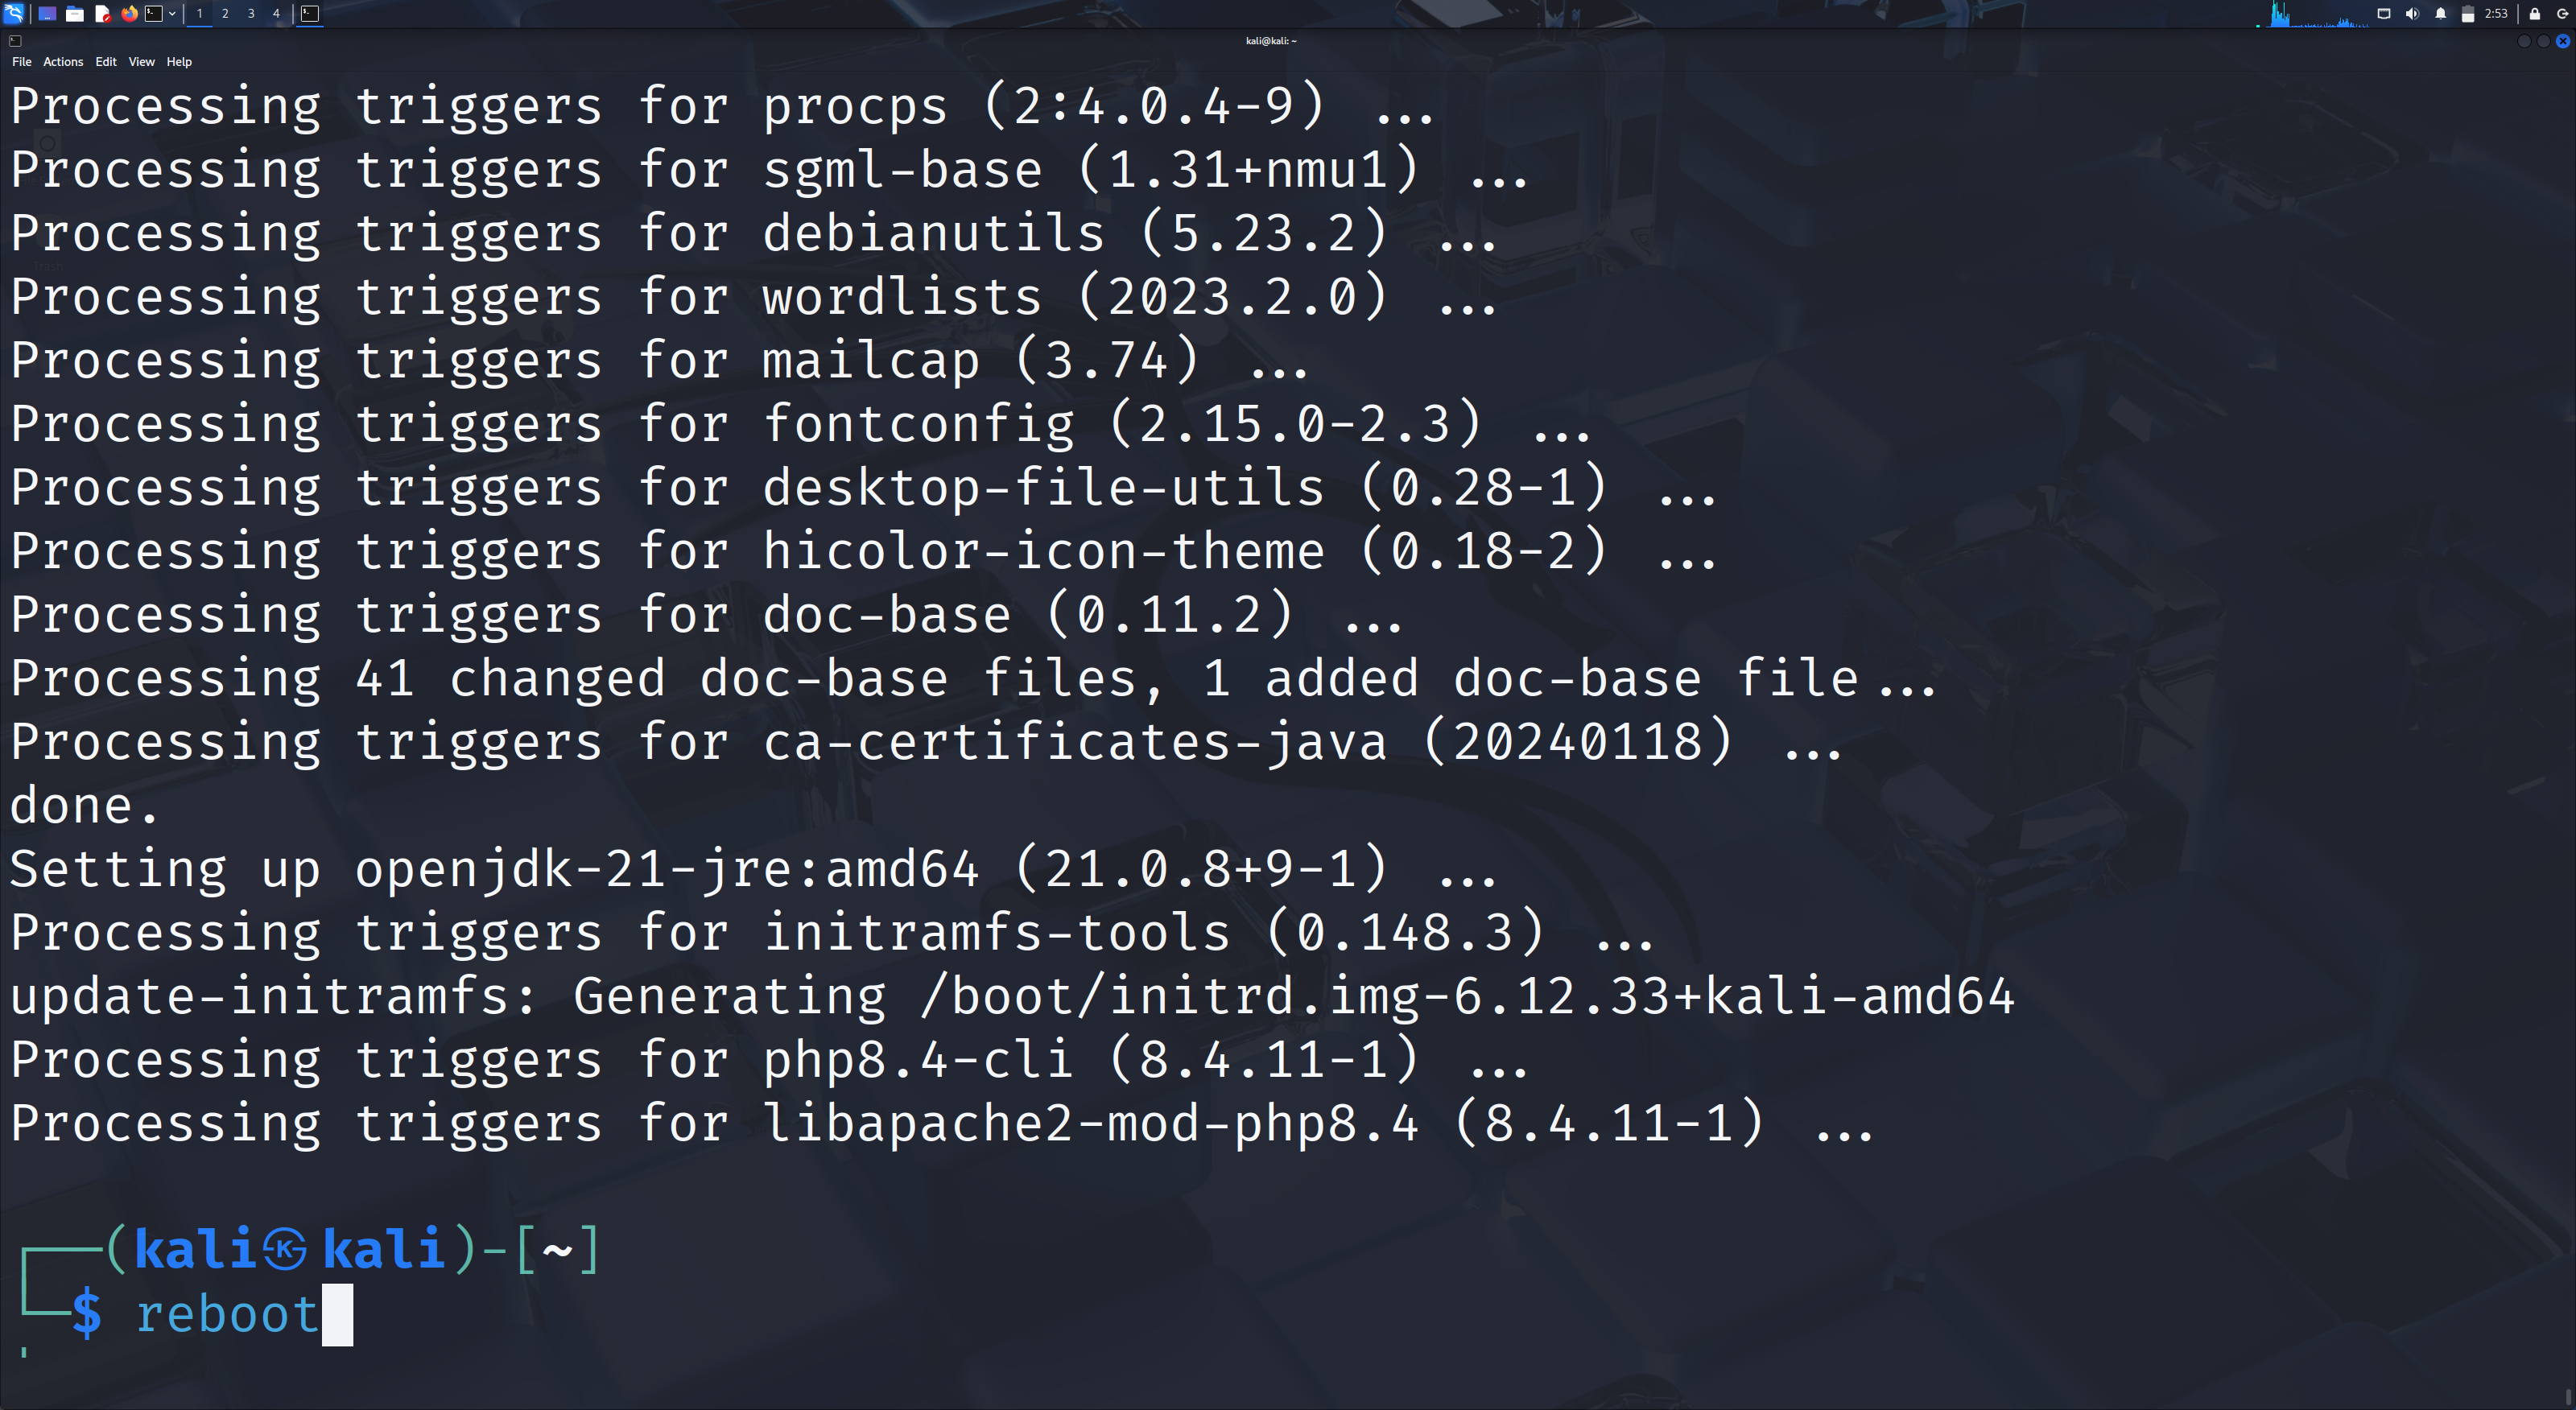 1 2 3 4
2:53
kali@kali: ~
File Actions Edit View Help
Processing triggers for procps (2:4.0.4-9) ...
Processing triggers for sgml-base (1.31+nmu1) ...
Processing triggers for debianutils (5.23.2) ...
Processing triggers for wordlists (2023.2.0) ...
Processing triggers for mailcap (3.74) ...
Processing triggers for fontconfig (2.15.0-2.3) ...
Processing triggers for desktop-file-utils (0.28-1) ...
Processing triggers for hicolor-icon-theme (0.18-2) ...
Processing triggers for doc-base (0.11.2) ...
Processing 41 changed doc-base files, 1 added doc-base file...
Processing triggers for ca-certificates-java (20240118) ...
done.
Setting up openjdk-21-jre:amd64 (21.0.8+9-1) ...
Processing triggers for initramfs-tools (0.148.3) ...
update-initramfs: Generating /boot/initrd.img-6.12.33+kali-amd64
Processing triggers for php8.4-cli (8.4.11-1) ...
Processing triggers for libapache2-mod-php8.4 (8.4.11-1) ...
┌──(kali㉿kali)-[~]
└─$ reboot